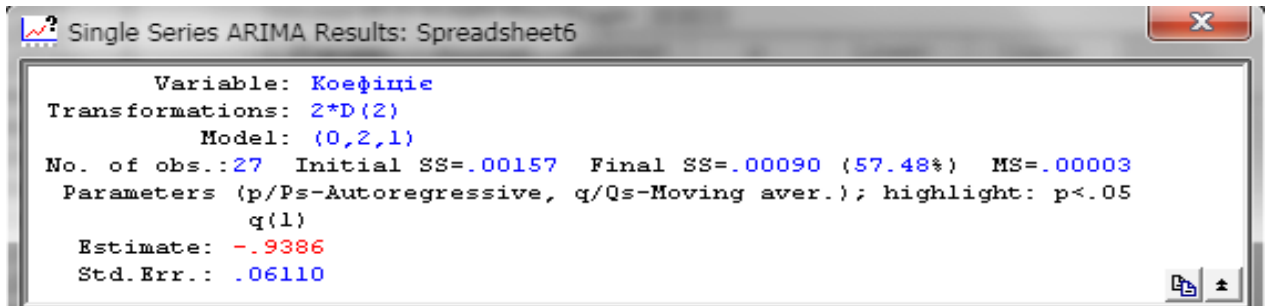 Single Series ARIMA Results: Spreadsheet6
Variable: Коефіціє
Transformations: 2*D(2)
Model: (0,2,1)
No. of obs.:27 Initial SS=.00157 Final SS=.00090 (57.48%) MS=.00003
Parameters (p/Ps-Autoregressive, q/Qs-Moving aver.); highlight: p<.05
q(1)
Estimate: -.9386
Std.Err.: .06110